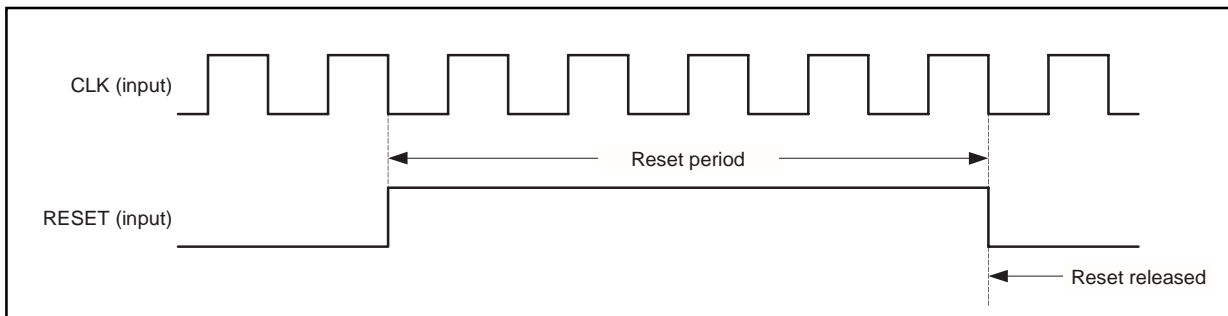 CLK (input)
Reset period
RESET (input)
Reset released